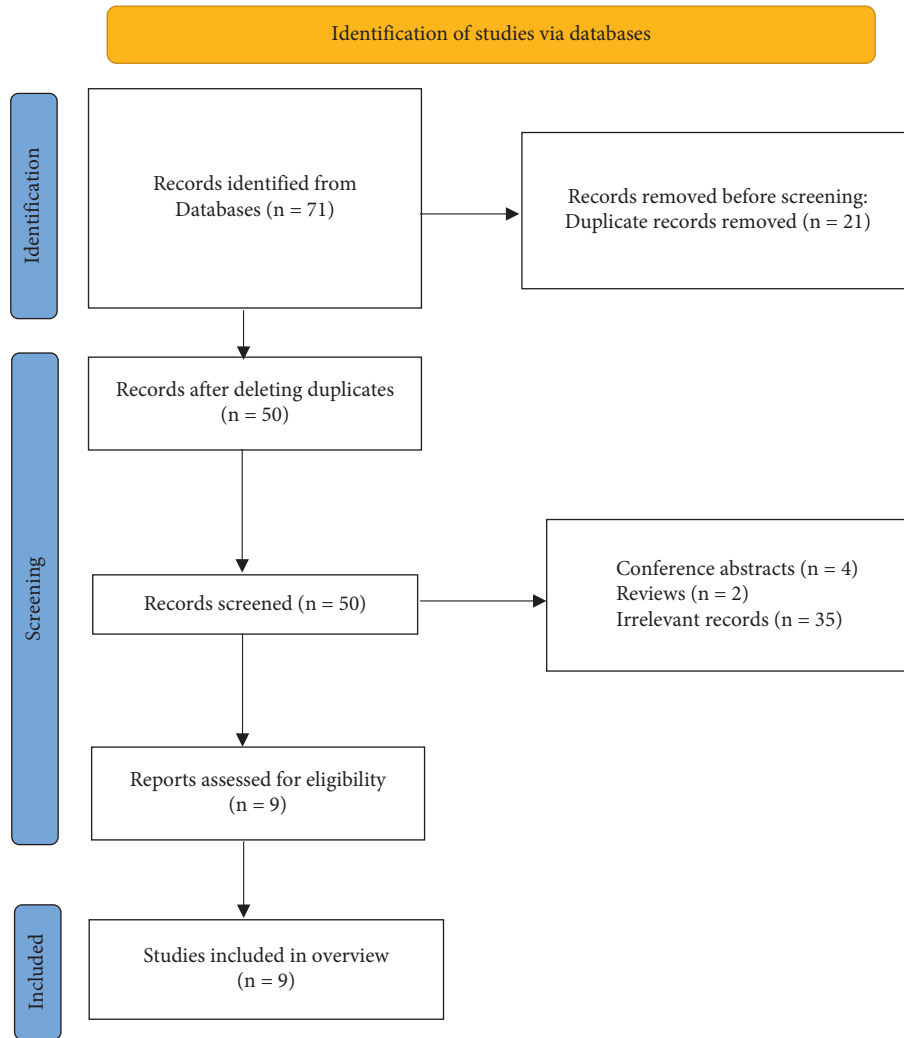 Identification of studies via databases
Identification
Records identified from
Databases (n = 71)
Records removed before screening:
Duplicate records removed (n = 21)
Screening
Records after deleting duplicates
(n = 50)
Records screened (n = 50)
Conference abstracts (n = 4)
Reviews (n = 2)
Irrelevant records (n = 35)
Reports assessed for eligibility
(n = 9)
Included
Studies included in overview
(n = 9)